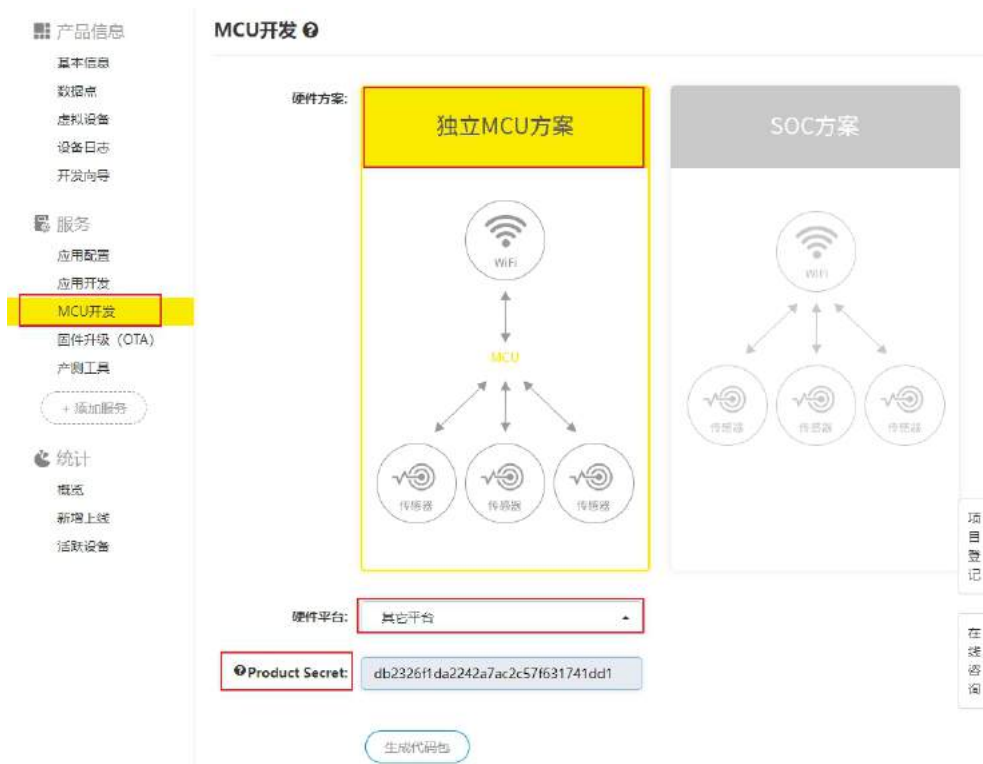 产品信息
基本信息
数据点
虚拟设备
设备日志
开发向导
服务
应用配置
应用开发
MCU开发
固件升级（OTA）
产测工具
+ 添加服务
统计
概览
新增上线
活跃设备
MCU开发
硬件方案:
独立MCU方案
WiFi
MCU
传感器
传感器
传感器
SOC方案
WiFi
传感器
传感器
传感器
硬件平台:
其它平台
Product Secret:
db2326f1da2242a7ac2c57f631741dd1
生成代码包
项目登记
在线咨询